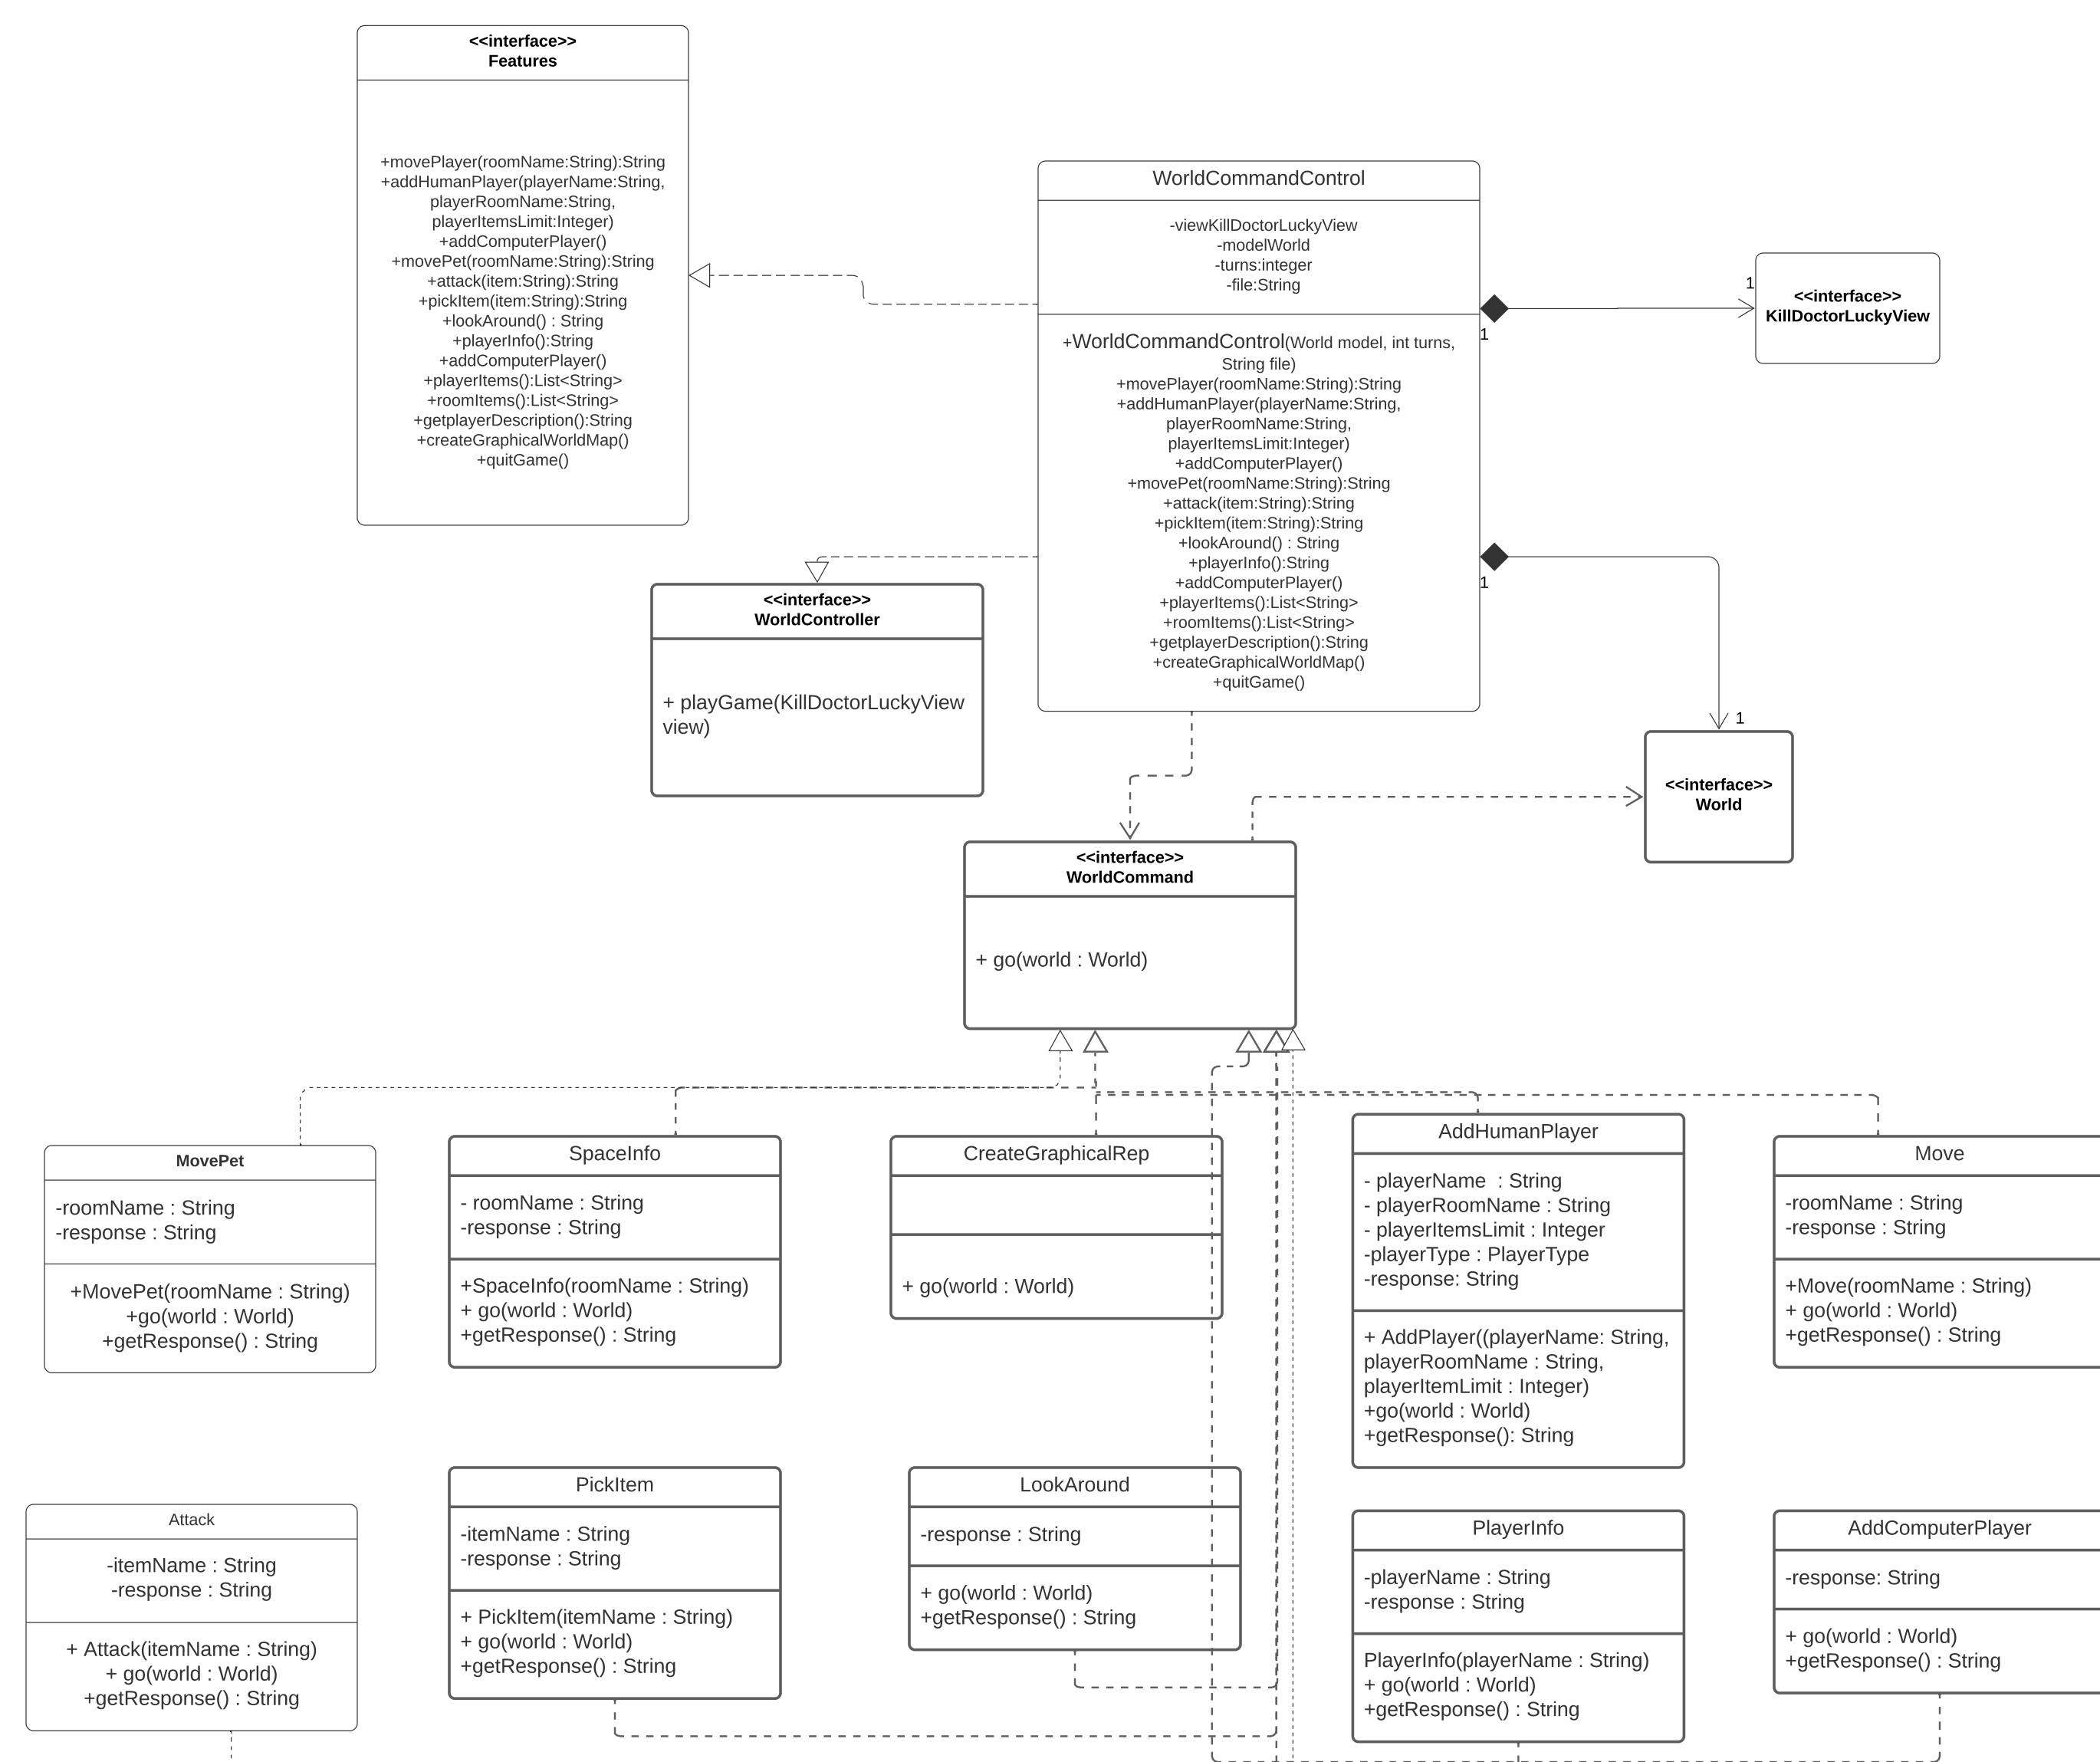 <<interface>>
Features
+movePlayer(roomName:String):String
+addHumanPlayer(playerName:String,
playerRoomName:String,
playerItemsLimit:Integer)
+addComputerPlayer()
+movePet(roomName:String):String
+attack(item:String):String
+pickItem(item:String):String
+lookAround() : String
+playerInfo():String
+addComputerPlayer()
+playerItems():List<String>
+roomItems():List<String>
+getplayerDescription():String
+createGraphicalWorldMap()
+quitGame()
WorldCommandControl
-viewKillDoctorLuckyView
-modelWorld
-turns:integer
-file:String
+WorldCommandControl(World model, int turns,
String file)
+movePlayer(roomName:String):String
+addHumanPlayer(playerName:String,
playerRoomName:String,
playerItemsLimit:Integer)
+addComputerPlayer()
+movePet(roomName:String):String
+attack(item:String):String
+pickItem(item:String):String
+lookAround() : String
+playerInfo():String
+addComputerPlayer()
+playerItems():List<String>
+roomItems():List<String>
+getplayerDescription():String
+createGraphicalWorldMap()
+quitGame()
1
1
<<interface>>
KillDoctorLuckyView
1
1
<<interface>>
WorldController
+ playGame(KillDoctorLuckyView
view)
<<interface>>
World
<<interface>>
WorldCommand
+ go(world : World)
MovePet
-roomName : String
-response : String
+MovePet(roomName : String)
+go(world : World)
+getResponse() : String
SpaceInfo
- roomName : String
-response : String
+SpaceInfo(roomName : String)
+ go(world : World)
+getResponse() : String
CreateGraphicalRep
+ go(world : World)
AddHumanPlayer
- playerName  : String
- playerRoomName : String
- playerItemsLimit : Integer
-playerType : PlayerType
-response: String
+ AddPlayer((playerName: String,
playerRoomName : String,
playerItemLimit : Integer)
+go(world : World)
+getResponse(): String
Move
-roomName : String
-response : String
+Move(roomName : String)
+ go(world : World)
+getResponse() : String
Attack
-itemName : String
-response : String
+ Attack(itemName : String)
+ go(world : World)
+getResponse() : String
PickItem
-itemName : String
-response : String
+ PickItem(itemName : String)
+ go(world : World)
+getResponse() : String
LookAround
-response : String
+ go(world : World)
+getResponse() : String
PlayerInfo
-playerName : String
-response : String
PlayerInfo(playerName : String)
+ go(world : World)
+getResponse() : String
AddComputerPlayer
-response: String
+ go(world : World)
+getResponse() : String